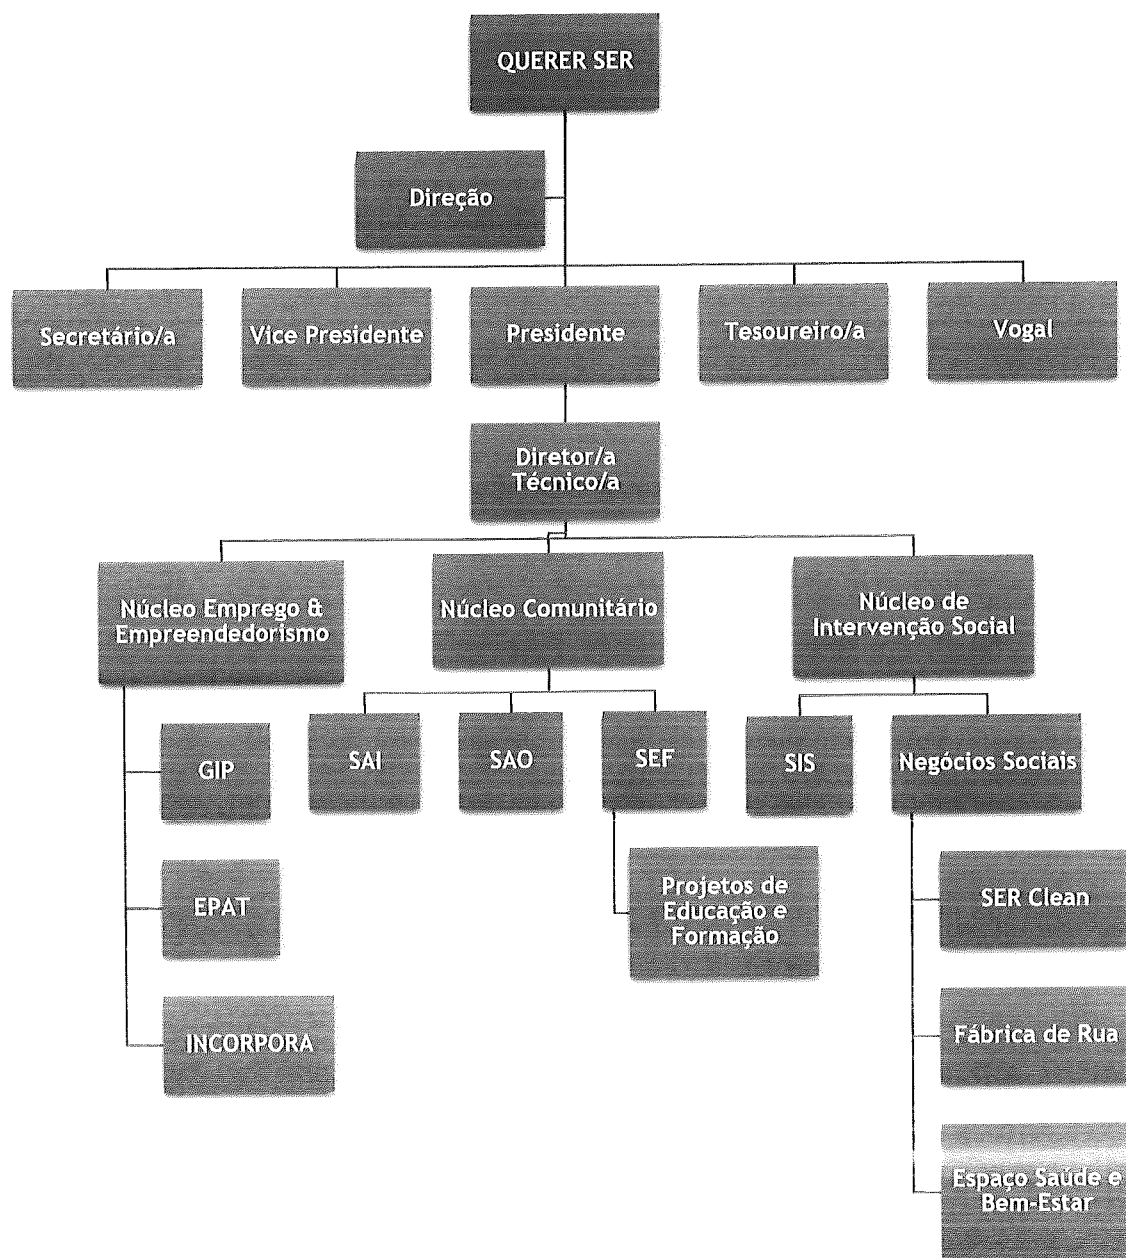 QUERER SER
Direção
Secretário/a
Vice Presidente
Presidente
Tesoureiro/a
Vogal
Diretor/a
Técnico/a
Núcleo Emprego &
Empreendedorismo
Núcleo Comunitário
Núcleo de
Intervenção Social
GIP
SAI
SAO
SEF
SIS
Negócios Sociais
EPAT
Projetos de
Educação e
Formação
SER Clean
INCORPORA
Fábrica de Rua
Espaço Saúde e
Bem-Estar